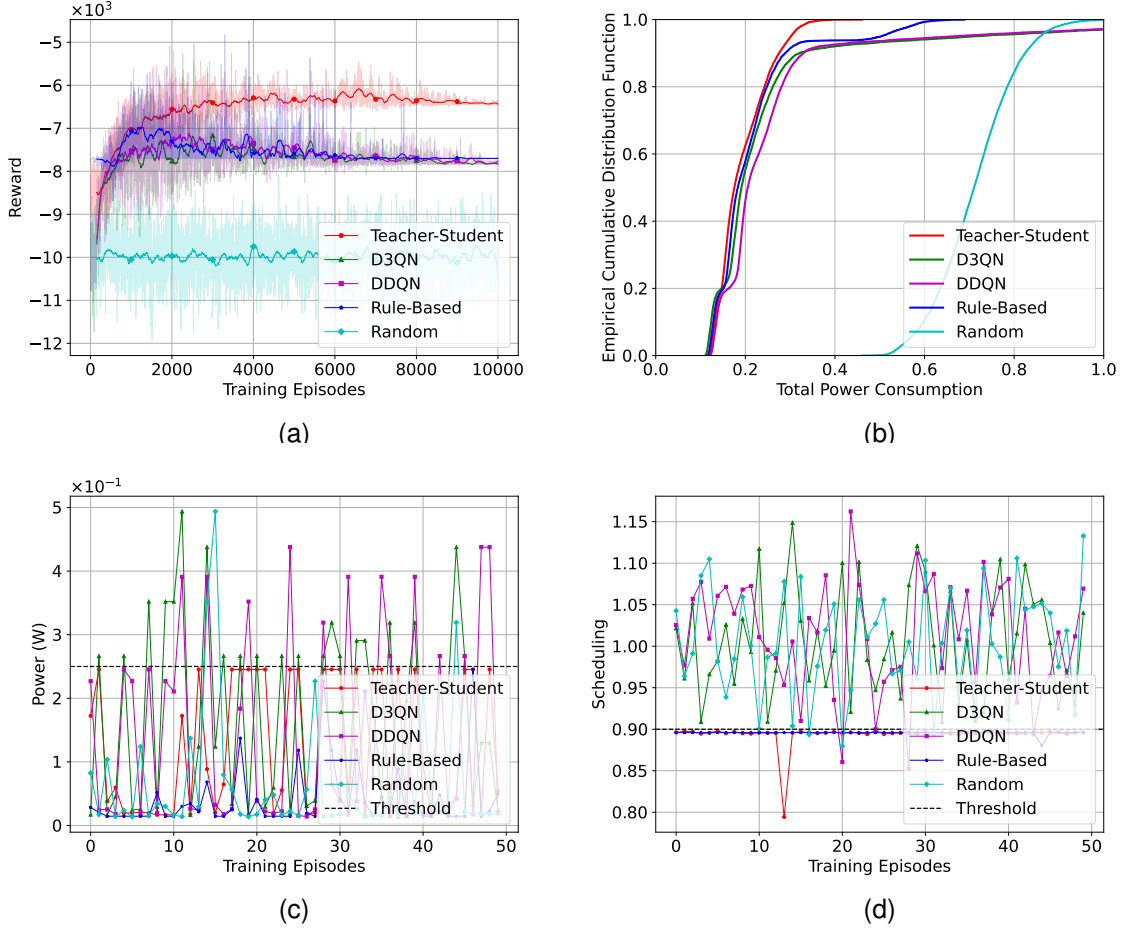 ×10³
−5
−6
−7
−8
−9
−10
−11
−12
Reward
0 2000 4000 6000 8000 10000
Training Episodes
Teacher-Student
D3QN
DDQN
Rule-Based
Random
(a)
1.0
0.8
0.6
0.4
0.2
0.0
Empirical Cumulative Distribution Function
0.0 0.2 0.4 0.6 0.8 1.0
Total Power Consumption
Teacher-Student
D3QN
DDQN
Rule-Based
Random
(b)
×10⁻¹
5
4
3
2
1
0
Power (W)
0 10 20 30 40 50
Training Episodes
Teacher-Student
D3QN
DDQN
Rule-Based
Random
Threshold
(c)
1.15
1.10
1.05
1.00
0.95
0.90
0.85
0.80
Scheduling
0 10 20 30 40 50
Training Episodes
Teacher-Student
D3QN
DDQN
Rule-Based
Random
Threshold
(d)